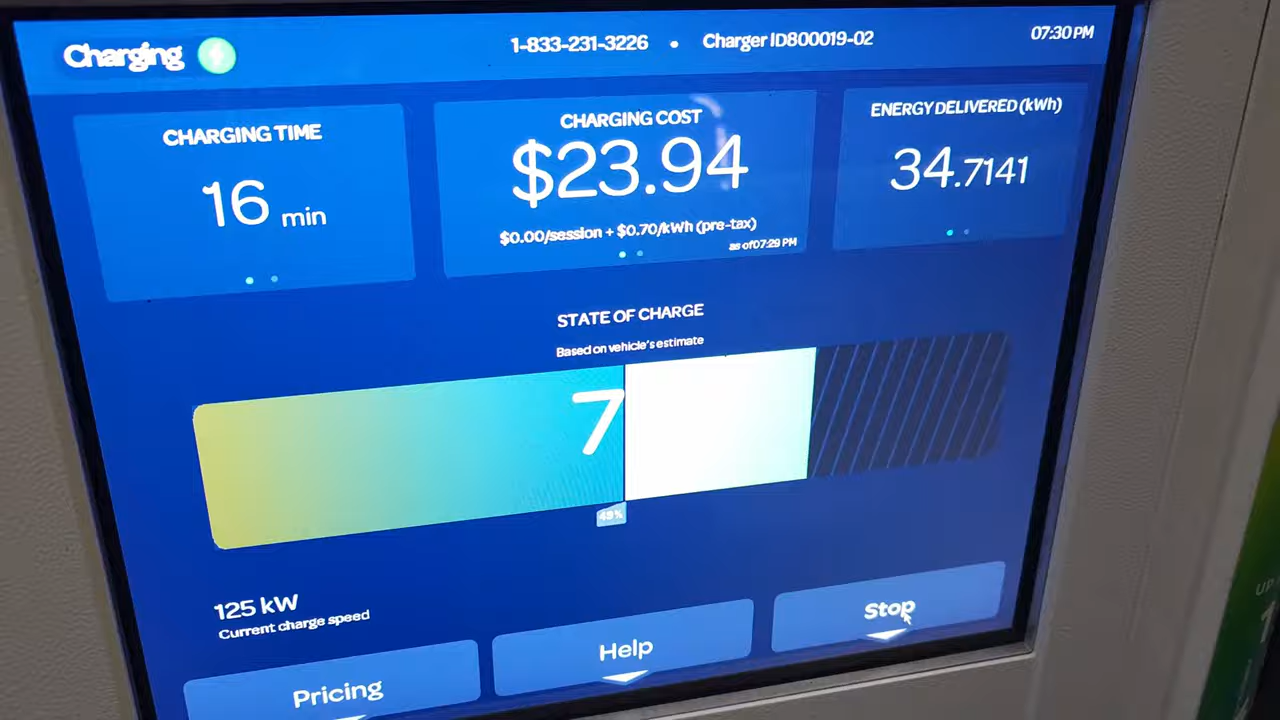 Charging
1-833-231-3226 • Charger ID800019-02
07:30 PM
CHARGING TIME
16 min
CHARGING COST
$23.94
$0.00/session + $0.70/kWh (pre-tax)
as of 07:29 PM
ENERGY DELIVERED (kWh)
34.7141
STATE OF CHARGE
Based on vehicle's estimate
7
49%
125 kW
Current charge speed
Pricing
Help
Stop